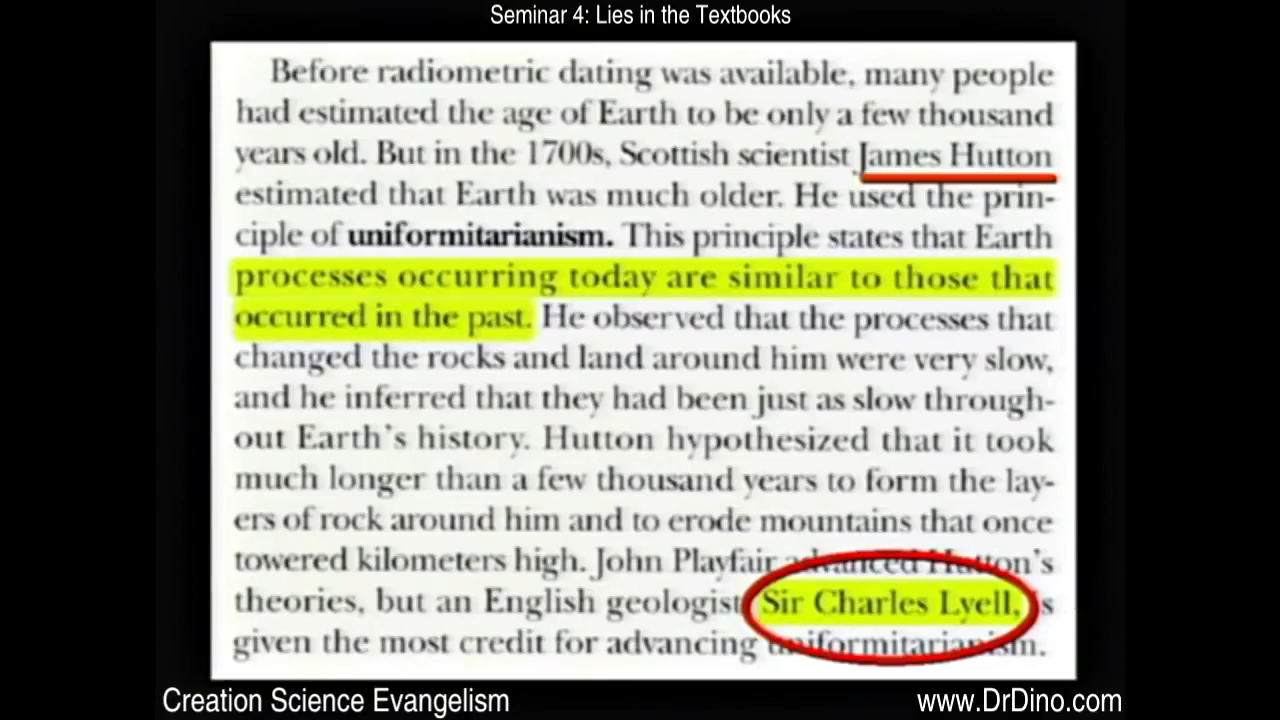 Seminar 4: Lies in the Textbooks
Before radiometric dating was available, many people
had estimated the age of Earth to be only a few thousand
years old. But in the 1700s, Scottish scientist James Hutton
estimated that Earth was much older. He used the prin-
ciple of uniformitarianism. This principle states that Earth
processes occurring today are similar to those that
occurred in the past. He observed that the processes that
changed the rocks and land around him were very slow,
and he inferred that they had been just as slow through-
out Earth's history. Hutton hypothesized that it took
much longer than a few thousand years to form the lay-
ers of rock around him and to erode mountains that once
towered kilometers high. John Playfair advanced Hutton's
theories, but an English geologist, Sir Charles Lyell, is
given the most credit for advancing uniformitarianism.
Creation Science Evangelism
www.DrDino.com